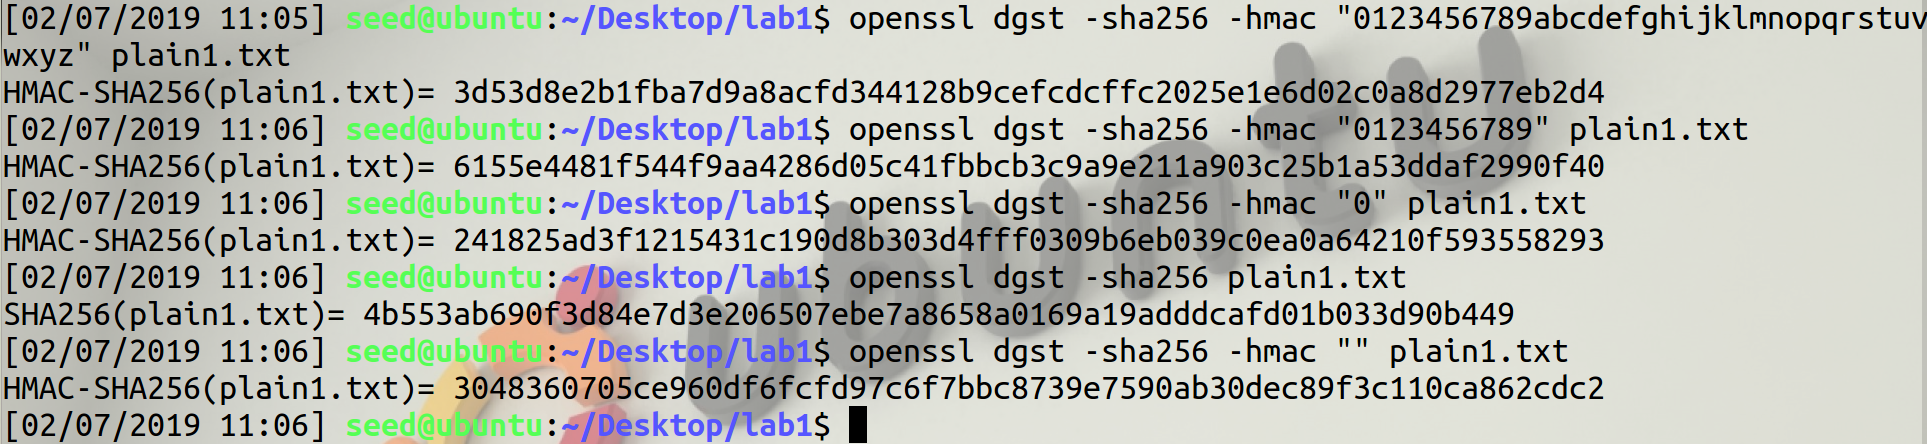 [02/07/2019 11:05] seed@ubuntu:~/Desktop/lab1$ openssl dgst -sha256 -hmac "0123456789abcdefghijklmnopqrstuv
wxyz" plain1.txt
HMAC-SHA256(plain1.txt)= 3d53d8e2b1fba7d9a8acfd344128b9cefcdcffc2025e1e6d02c0a8d2977eb2d4
[02/07/2019 11:06] seed@ubuntu:~/Desktop/lab1$ openssl dgst -sha256 -hmac "0123456789" plain1.txt
HMAC-SHA256(plain1.txt)= 6155e4481f544f9aa4286d05c41fbbcb3c9a9e211a903c25b1a53ddaf2990f40
[02/07/2019 11:06] seed@ubuntu:~/Desktop/lab1$ openssl dgst -sha256 -hmac "0" plain1.txt
HMAC-SHA256(plain1.txt)= 241825ad3f1215431c190d8b303d4fff0309b6eb039c0ea0a64210f593558293
[02/07/2019 11:06] seed@ubuntu:~/Desktop/lab1$ openssl dgst -sha256 plain1.txt
SHA256(plain1.txt)= 4b553ab690f3d84e7d3e206507ebe7a8658a0169a19adddcafd01b033d90b449
[02/07/2019 11:06] seed@ubuntu:~/Desktop/lab1$ openssl dgst -sha256 -hmac "" plain1.txt
HMAC-SHA256(plain1.txt)= 3048360705ce960df6fcfd97c6f7bbc8739e7590ab30dec89f3c110ca862cdc2
[02/07/2019 11:06] seed@ubuntu:~/Desktop/lab1$
ubuntu